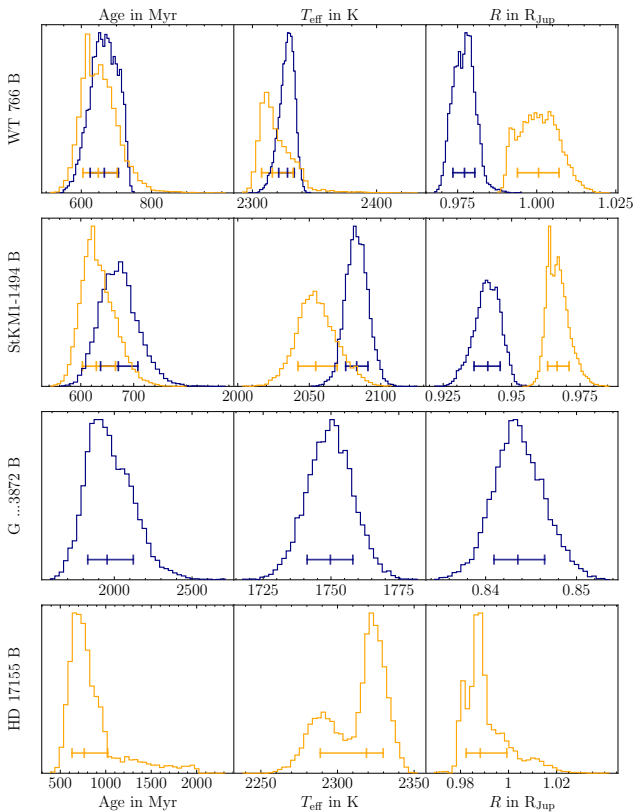 Age in Myr T_eff in K R in R_Jup
WT 766 B
600 800 2300 2400 0.975 1.000 1.025
StKM1-1494 B
600 700 2000 2050 2100 0.925 0.95 0.975
G ...3872 B
2000 2500 1725 1750 1775 0.84 0.85
HD 17155 B
500 1000 1500 2000 2250 2300 2350 0.98 1 1.02
Age in Myr T_eff in K R in R_Jup